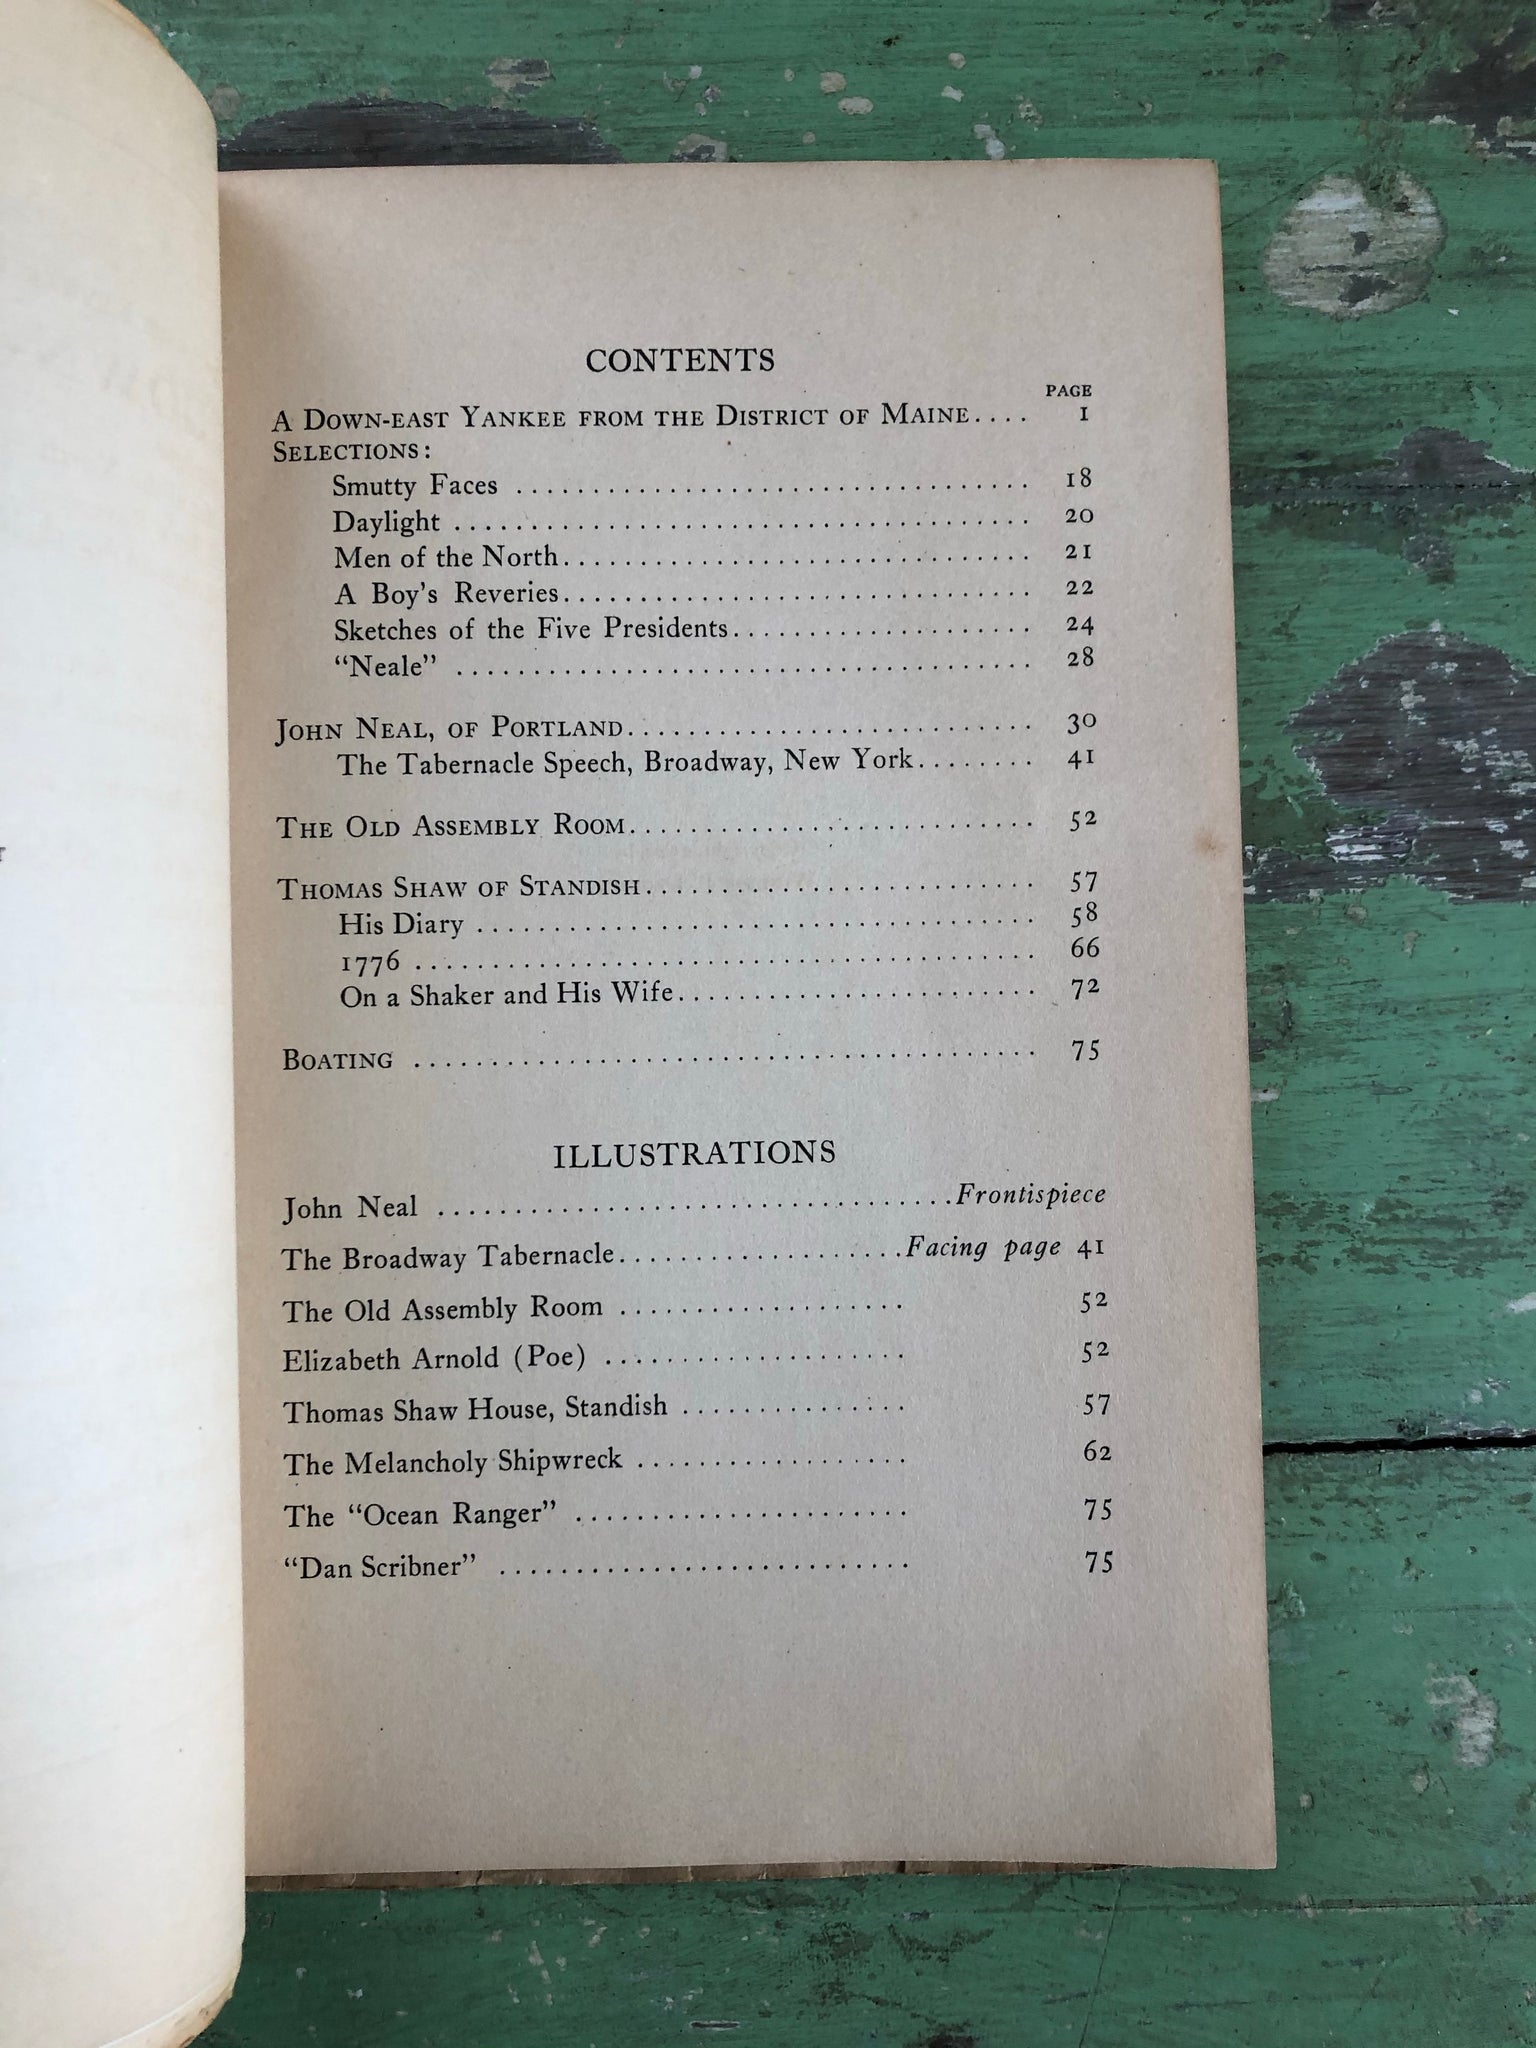 CONTENTS
PAGE
A Down-east Yankee from the District of Maine.... 1
Selections:
Smutty Faces .................................. 18
Daylight ...................................... 20
Men of the North............................... 21
A Boy's Reveries............................... 22
Sketches of the Five Presidents.................... 24
"Neale" ...................................... 28
John Neal, of Portland........................... 30
The Tabernacle Speech, Broadway, New York........ 41
The Old Assembly Room........................... 52
Thomas Shaw of Standish.......................... 57
His Diary ..................................... 58
1776 ......................................... 66
On a Shaker and His Wife........................ 72
Boating ......................................... 75
ILLUSTRATIONS
John Neal ..................................Frontispiece
The Broadway Tabernacle...................Facing page 41
The Old Assembly Room ................... 52
Elizabeth Arnold (Poe) .................... 52
Thomas Shaw House, Standish ............... 57
The Melancholy Shipwreck .................. 62
The "Ocean Ranger" ...................... 75
"Dan Scribner" ........................... 75